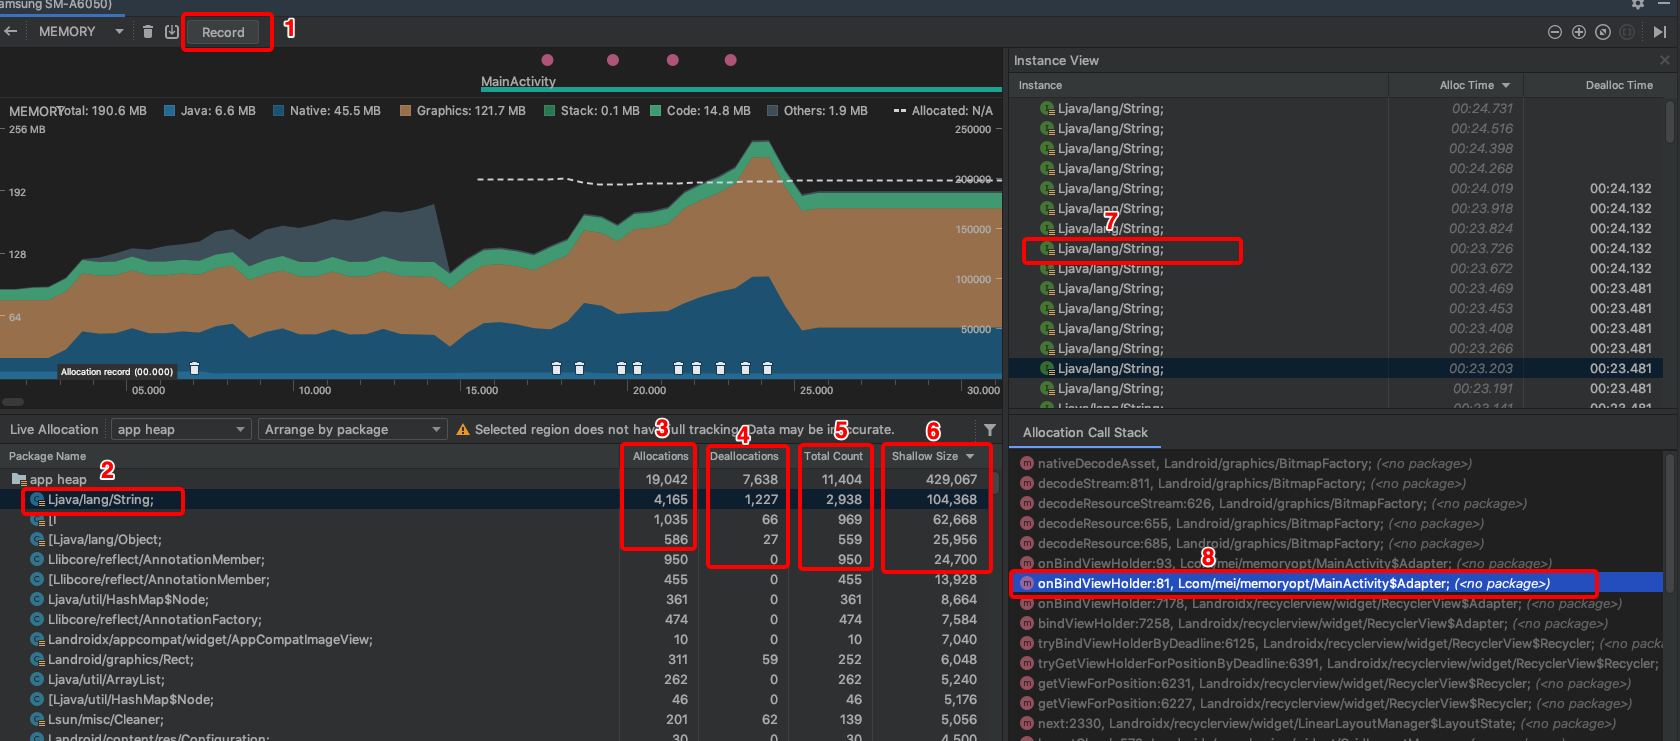 amsung SM-A6050)
MEMORY
Record
1
MainActivity
MEMORY
Total: 190.6 MB
Java: 6.6 MB
Native: 45.5 MB
Graphics: 121.7 MB
Stack: 0.1 MB
Code: 14.8 MB
Others: 1.9 MB
Allocated: N/A
256 MB
192
128
64
250000
200000
150000
100000
50000
Allocation record (00.000)
05.000
10.000
15.000
20.000
25.000
30.000
Live Allocation
app heap
Arrange by package
Selected region does not have full tracking. Data may be inaccurate.
2
3
4
5
6
Package Name Allocations Deallocations Total Count Shallow Size
app heap 19,042 7,638 11,404 429,067
Ljava/lang/String; 4,165 1,227 2,938 104,368
[I 1,035 66 969 62,668
[Ljava/lang/Object; 586 27 559 25,956
Llibcore/reflect/AnnotationMember; 950 0 950 24,700
[Llibcore/reflect/AnnotationMember; 455 0 455 13,928
Ljava/util/HashMap$Node; 361 0 361 8,664
Llibcore/reflect/AnnotationFactory; 474 0 474 7,584
Landroidx/appcompat/widget/AppCompatImageView; 10 0 10 7,040
Landroid/graphics/Rect; 311 59 252 6,048
Ljava/util/ArrayList; 262 0 262 5,240
[Ljava/util/HashMap$Node; 46 0 46 5,176
Lsun/misc/Cleaner; 201 62 139 5,056
Landroid/content/res/Configuration; 30 0 30 4,500
Instance View
Instance Alloc Time Dealloc Time
Ljava/lang/String; 00:24.731
Ljava/lang/String; 00:24.516
Ljava/lang/String; 00:24.398
Ljava/lang/String; 00:24.268
Ljava/lang/String; 00:24.019 00:24.132
Ljava/lang/String; 00:23.918 00:24.132
Ljava/lang/String; 00:23.824 00:24.132
7
Ljava/lang/String; 00:23.726 00:24.132
Ljava/lang/String; 00:23.672 00:24.132
Ljava/lang/String; 00:23.469 00:23.481
Ljava/lang/String; 00:23.453 00:23.481
Ljava/lang/String; 00:23.408 00:23.481
Ljava/lang/String; 00:23.266 00:23.481
Ljava/lang/String; 00:23.203 00:23.481
Ljava/lang/String; 00:23.191 00:23.481
Ljava/lang/String; 00:23.141 00:23.481
Allocation Call Stack
nativeDecodeAsset, Landroid/graphics/BitmapFactory; (<no package>)
decodeStream:811, Landroid/graphics/BitmapFactory; (<no package>)
decodeResourceStream:626, Landroid/graphics/BitmapFactory; (<no package>)
decodeResource:655, Landroid/graphics/BitmapFactory; (<no package>)
decodeResource:685, Landroid/graphics/BitmapFactory; (<no package>)
8
onBindViewHolder:93, Lcom/mei/memoryopt/MainActivity$Adapter; (<no package>)
onBindViewHolder:81, Lcom/mei/memoryopt/MainActivity$Adapter; (<no package>)
onBindViewHolder:7178, Landroidx/recyclerview/widget/RecyclerView$Adapter; (<no package>)
bindViewHolder:7258, Landroidx/recyclerview/widget/RecyclerView$Adapter; (<no package>)
tryBindViewHolderByDeadline:6125, Landroidx/recyclerview/widget/RecyclerView$Recycler; (<no packa
tryGetViewHolderForPositionByDeadline:6391, Landroidx/recyclerview/widget/RecyclerView$Recycler;
getViewForPosition:6231, Landroidx/recyclerview/widget/RecyclerView$Recycler; (<no package>)
getViewForPosition:6227, Landroidx/recyclerview/widget/RecyclerView$Recycler; (<no package>)
next:2330, Landroidx/recyclerview/widget/LinearLayoutManager$LayoutState; (<no package>)